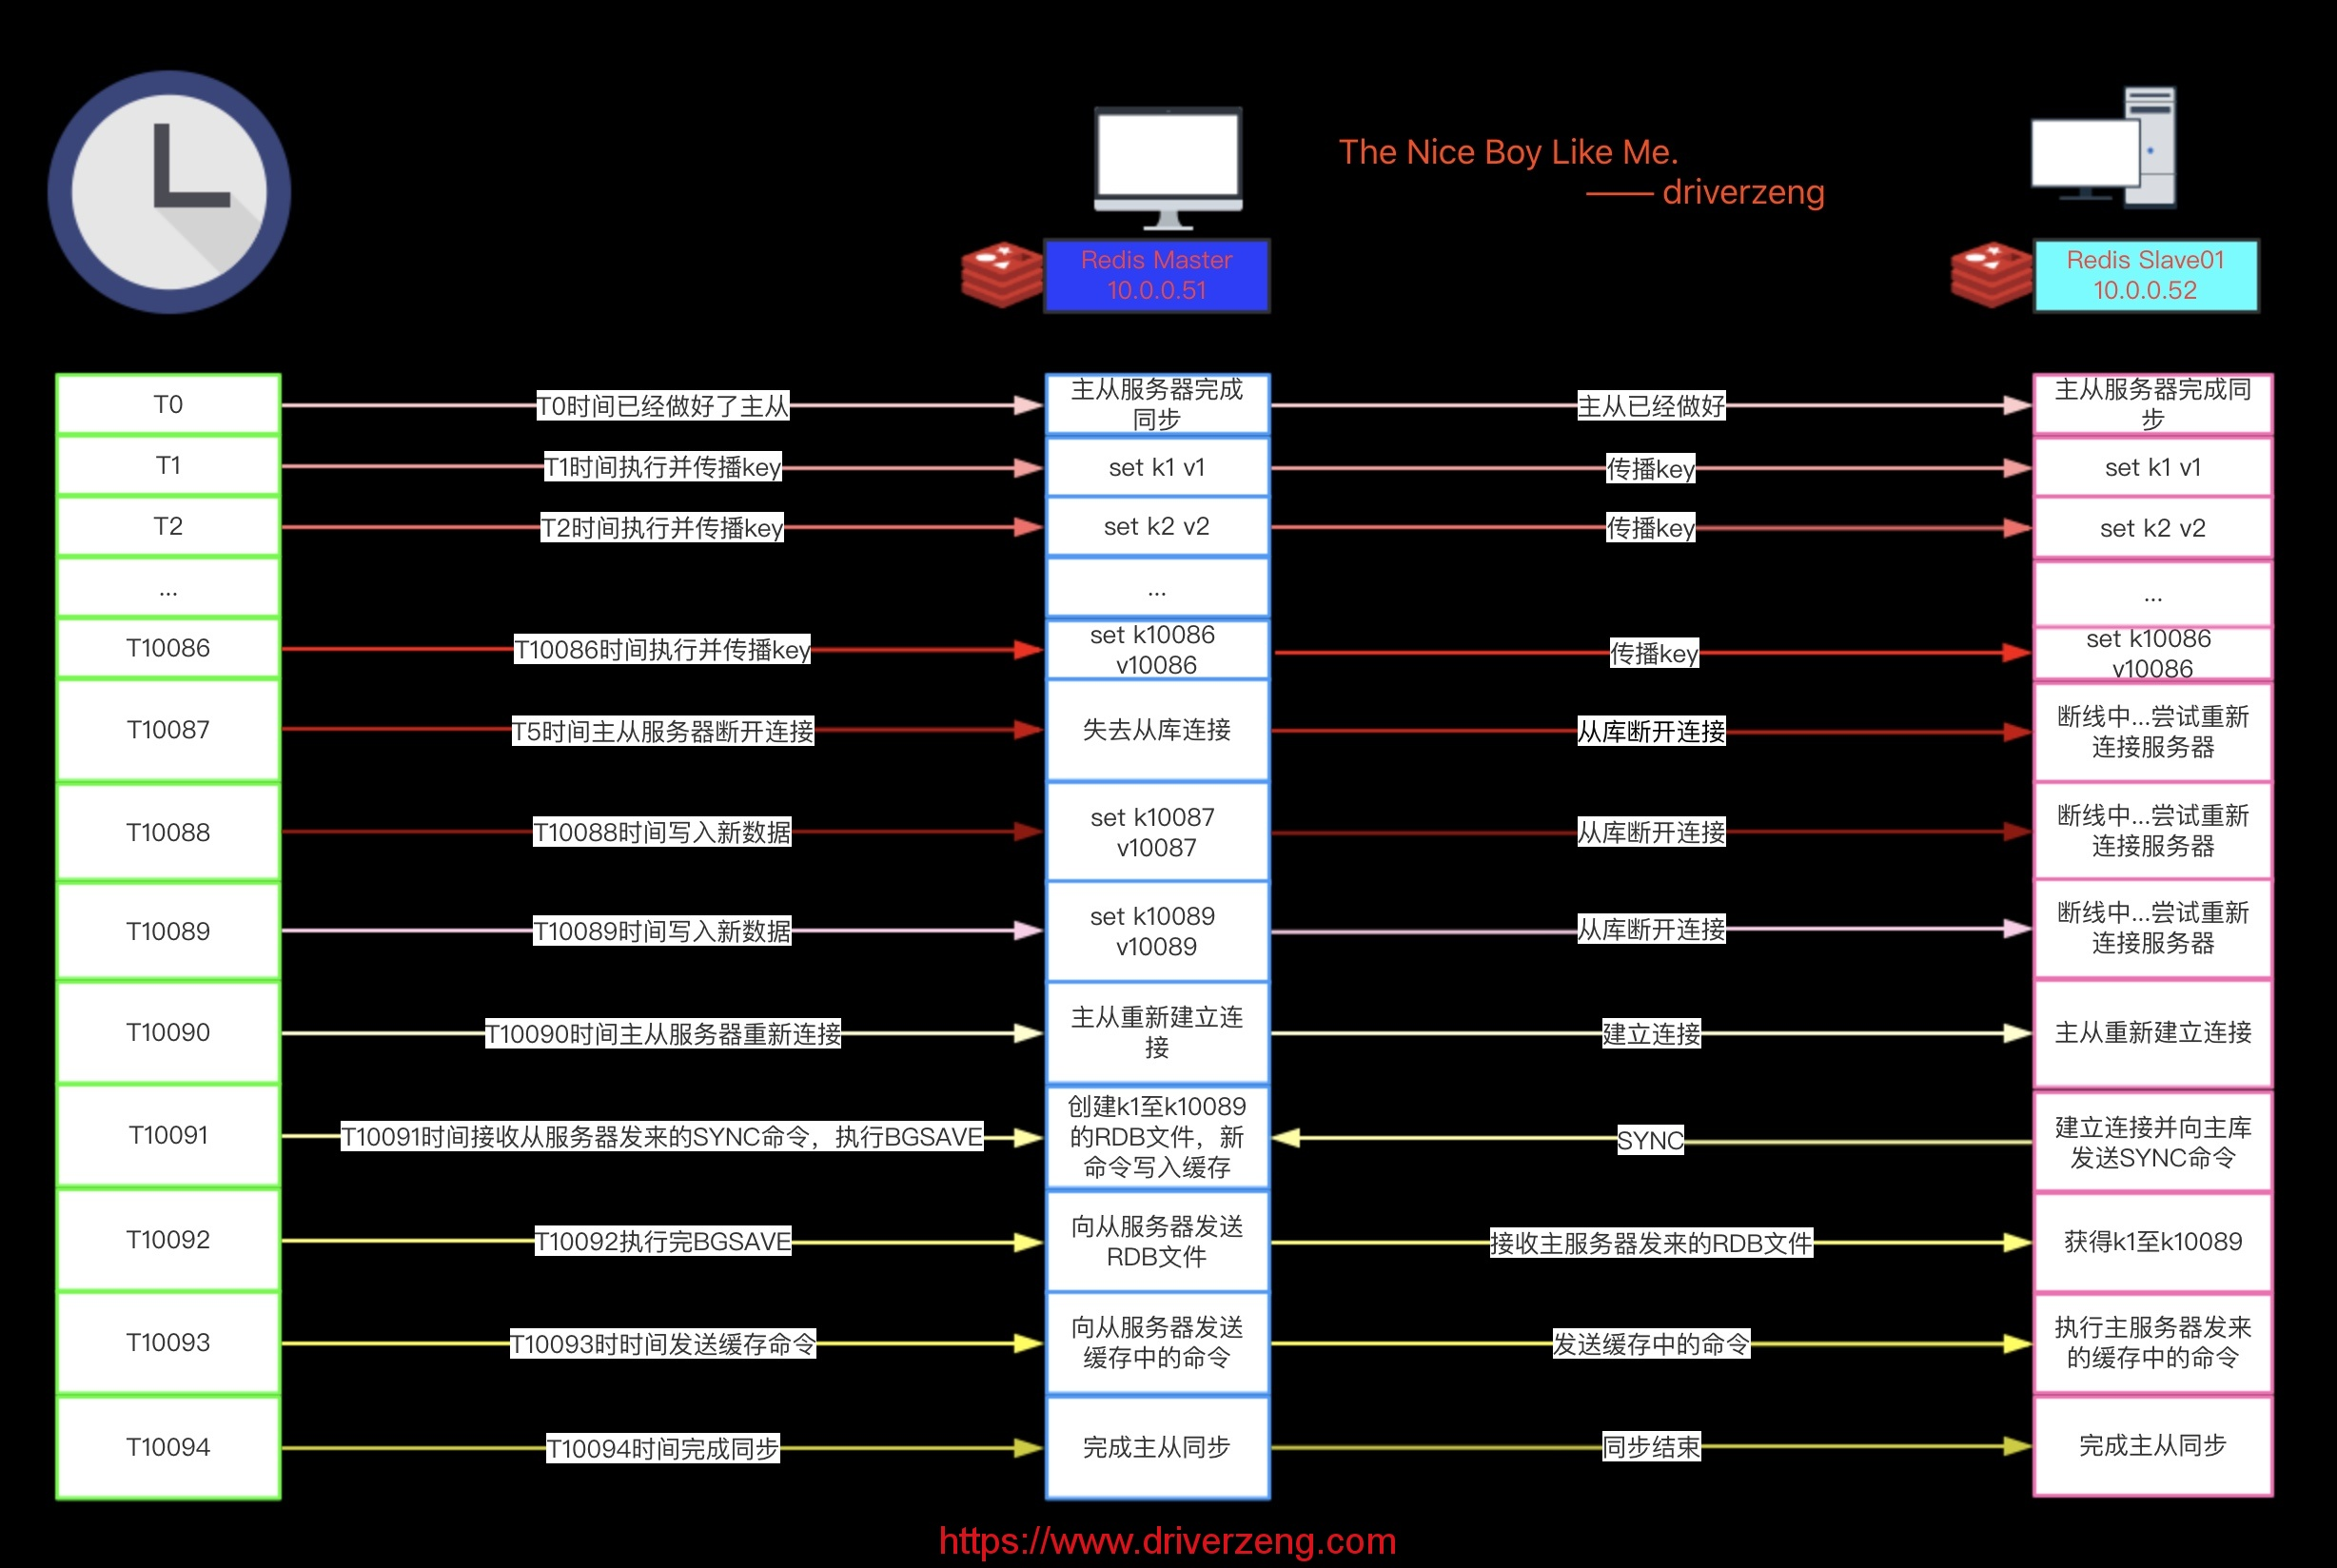 The Nice Boy Like Me.
—— driverzeng
Redis Master
10.0.0.51
Redis Slave01
10.0.0.52
T0
T0时间已经做好了主从
主从服务器完成
同步
主从已经做好
主从服务器完成同
步
T1
T1时间执行并传播key
set k1 v1
传播key
set k1 v1
T2
T2时间执行并传播key
set k2 v2
传播key
set k2 v2
...
...
...
T10086
T10086时间执行并传播key
set k10086
v10086
传播key
set k10086
v10086
T10087
T5时间主从服务器断开连接
失去从库连接
从库断开连接
断线中...尝试重新
连接服务器
T10088
T10088时间写入新数据
set k10087
v10087
从库断开连接
断线中...尝试重新
连接服务器
T10089
T10089时间写入新数据
set k10089
v10089
从库断开连接
断线中...尝试重新
连接服务器
T10090
T10090时间主从服务器重新连接
主从重新建立连
接
建立连接
主从重新建立连接
T10091
T10091时间接收从服务器发来的SYNC命令，执行BGSAVE
创建k1至k10089
的RDB文件，新
命令写入缓存
SYNC
建立连接并向主库
发送SYNC命令
T10092
T10092执行完BGSAVE
向从服务器发送
RDB文件
接收主服务器发来的RDB文件
获得k1至k10089
T10093
T10093时时间发送缓存命令
向从服务器发送
缓存中的命令
发送缓存中的命令
执行主服务器发来
的缓存中的命令
T10094
T10094时间完成同步
完成主从同步
同步结束
完成主从同步
https://www.driverzeng.com